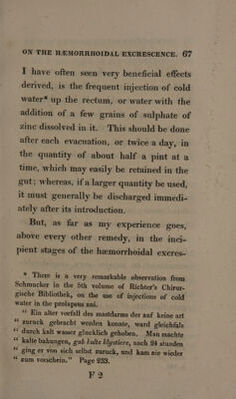 ON THE HÆMORRHOIDAL EXCRESCENCE. 67
I have often seen very beneficial effects
derived, is the frequent injection of cold
water* up the rectum, or water with the
addition of a few grains of sulphate of
zinc dissolved in it. This should be done
after each evacuation, or twice a day, in
the quantity of about half a pint at a
time, which may easily be retained in the
gut; whereas, if a larger quantity be used,
it must generally be discharged immedi-
ately after its introduction.
But, as far as my experience goes,
above every other remedy, in the inci-
pient stages of the hæmorrhoidal excres-
* There is a very remarkable observation from
Schmucker in the 5th volume of Richter's Chirur-
gische Bibliothek, on the use of injections of cold
water in the prolapsus ani.
" Ein alter vorfall des mastdarms der auf keine art
" zuruck gebracht werden konnte, ward gleichfals
" durch kalt wasser glucklich gehoben. Man machte
" kalte bahungen, gab kalte klystiere, nach 24 stunden
" ging er von sich selbst zuruck, und kam nie wieder
" zum vorschein." Page 233.
F 2